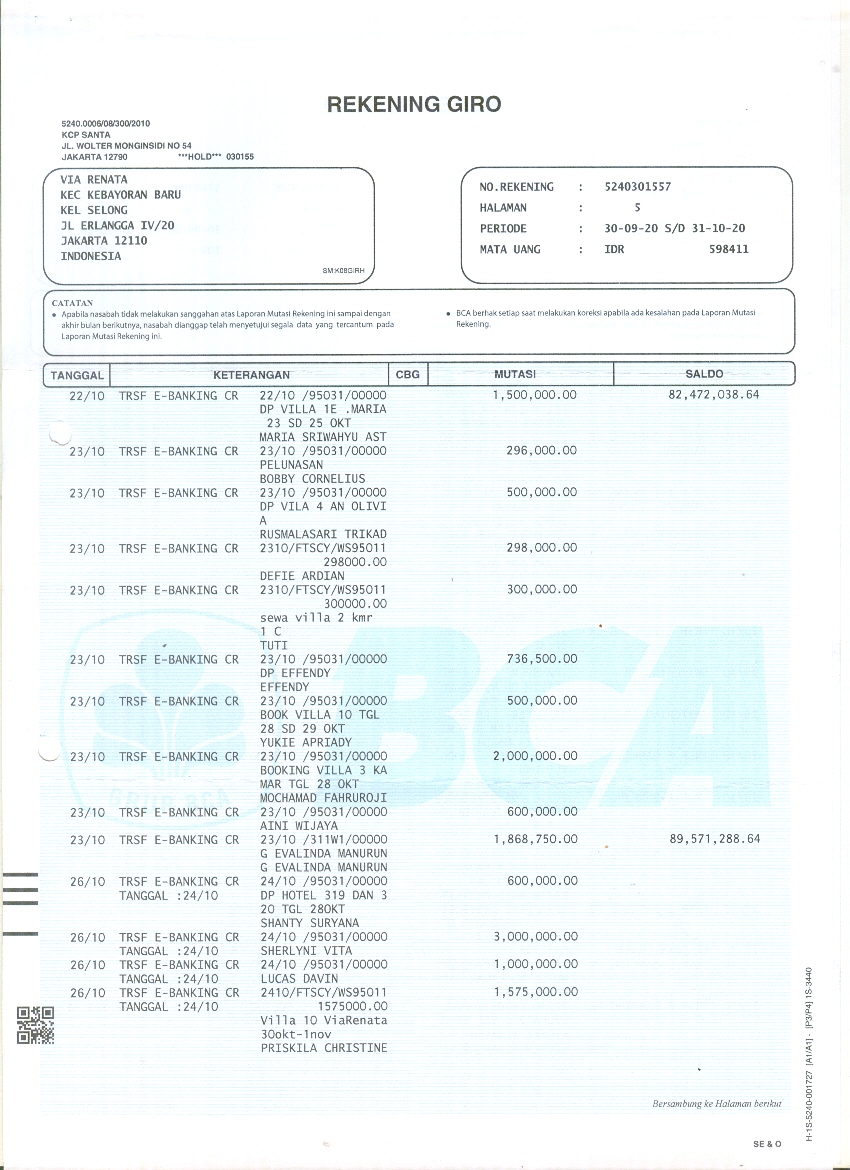 REKENING GIRO
5240.0006/08/300/2010
KCP SANTA
JL. WOLTER MONGINSIDI NO 54
JAKARTA 12790 ***HOLD*** 030155
VIA RENATA
KEC KEBAYORAN BARU
KEL SELONG
JL ERLANGGA IV/20
JAKARTA 12110
INDONESIA
SM:K08GIRH
NO.REKENING : 5240301557
HALAMAN : 5
PERIODE : 30-09-20 S/D 31-10-20
MATA UANG : IDR 598411
CATATAN
• Apabila nasabah tidak melakukan sanggahan atas Laporan Mutasi Rekening ini sampai dengan
akhir bulan berikutnya, nasabah dianggap telah menyetujui segala data yang tercantum pada
Laporan Mutasi Rekening ini.
• BCA berhak setiap saat melakukan koreksi apabila ada kesalahan pada Laporan Mutasi
Rekening.
TANGGAL KETERANGAN CBG MUTASI SALDO
22/10 TRSF E-BANKING CR 22/10 /95031/00000 1,500,000.00 82,472,038.64
DP VILLA 1E .MARIA
23 SD 25 OKT
MARIA SRIWAHYU AST
23/10 TRSF E-BANKING CR 23/10 /95031/00000 296,000.00
PELUNASAN
BOBBY CORNELIUS
23/10 TRSF E-BANKING CR 23/10 /95031/00000 500,000.00
DP VILA 4 AN OLIVI
A
RUSMALASARI TRIKAD
23/10 TRSF E-BANKING CR 2310/FTSCY/WS95011 298,000.00
298000.00
DEFIE ARDIAN
23/10 TRSF E-BANKING CR 2310/FTSCY/WS95011 300,000.00
300000.00
sewa villa 2 kmr
1 C
TUTI
23/10 TRSF E-BANKING CR 23/10 /95031/00000 736,500.00
DP EFFENDY
EFFENDY
23/10 TRSF E-BANKING CR 23/10 /95031/00000 500,000.00
BOOK VILLA 10 TGL
28 SD 29 OKT
YUKIE APRIADY
23/10 TRSF E-BANKING CR 23/10 /95031/00000 2,000,000.00
BOOKING VILLA 3 KA
MAR TGL 28 OKT
MOCHAMAD FAHRUROJI
23/10 TRSF E-BANKING CR 23/10 /95031/00000 600,000.00
AINI WIJAYA
23/10 TRSF E-BANKING CR 23/10 /311W1/00000 1,868,750.00 89,571,288.64
G EVALINDA MANURUN
G EVALINDA MANURUN
26/10 TRSF E-BANKING CR 24/10 /95031/00000 600,000.00
TANGGAL :24/10 DP HOTEL 319 DAN 3
20 TGL 28OKT
SHANTY SURYANA
26/10 TRSF E-BANKING CR 24/10 /95031/00000 3,000,000.00
TANGGAL :24/10 SHERLYNI VITA
26/10 TRSF E-BANKING CR 24/10 /95031/00000 1,000,000.00
TANGGAL :24/10 LUCAS DAVIN
26/10 TRSF E-BANKING CR 2410/FTSCY/WS95011 1,575,000.00
TANGGAL :24/10 1575000.00
Villa 10 ViaRenata
30okt-1nov
PRISKILA CHRISTINE
BCA
GRUP BCA
Bersambung ke Halaman berikut
SE & O
H-1S-5240-001727 [A1/A1] - [P3/P4] 1S-3440